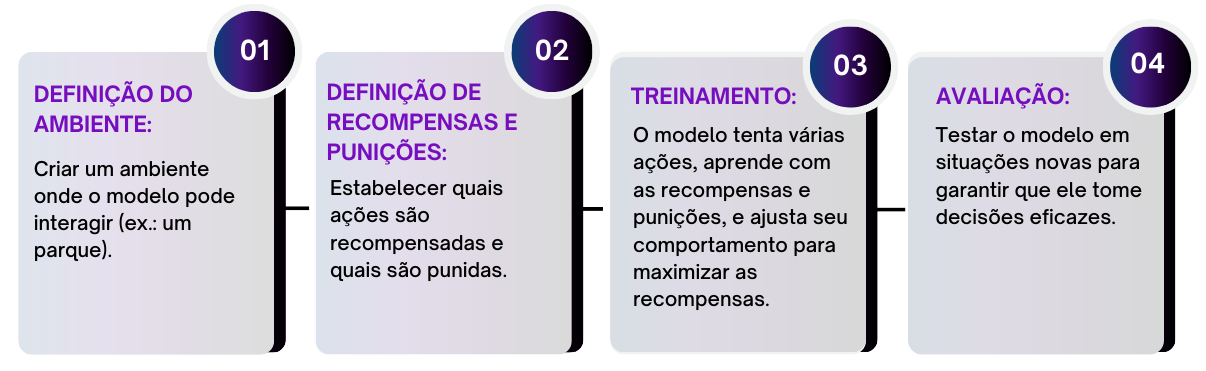 01
DEFINIÇÃO DO
AMBIENTE:
Criar um ambiente
onde o modelo pode
interagir (ex.: um
parque).
02
DEFINIÇÃO DE
RECOMPENSAS E
PUNIÇÕES:
Estabelecer quais
ações são
recompensadas e
quais são punidas.
03
TREINAMENTO:
O modelo tenta várias
ações, aprende com
as recompensas e
punições, e ajusta seu
comportamento para
maximizar as
recompensas.
04
AVALIAÇÃO:
Testar o modelo em
situações novas para
garantir que ele tome
decisões eficazes.